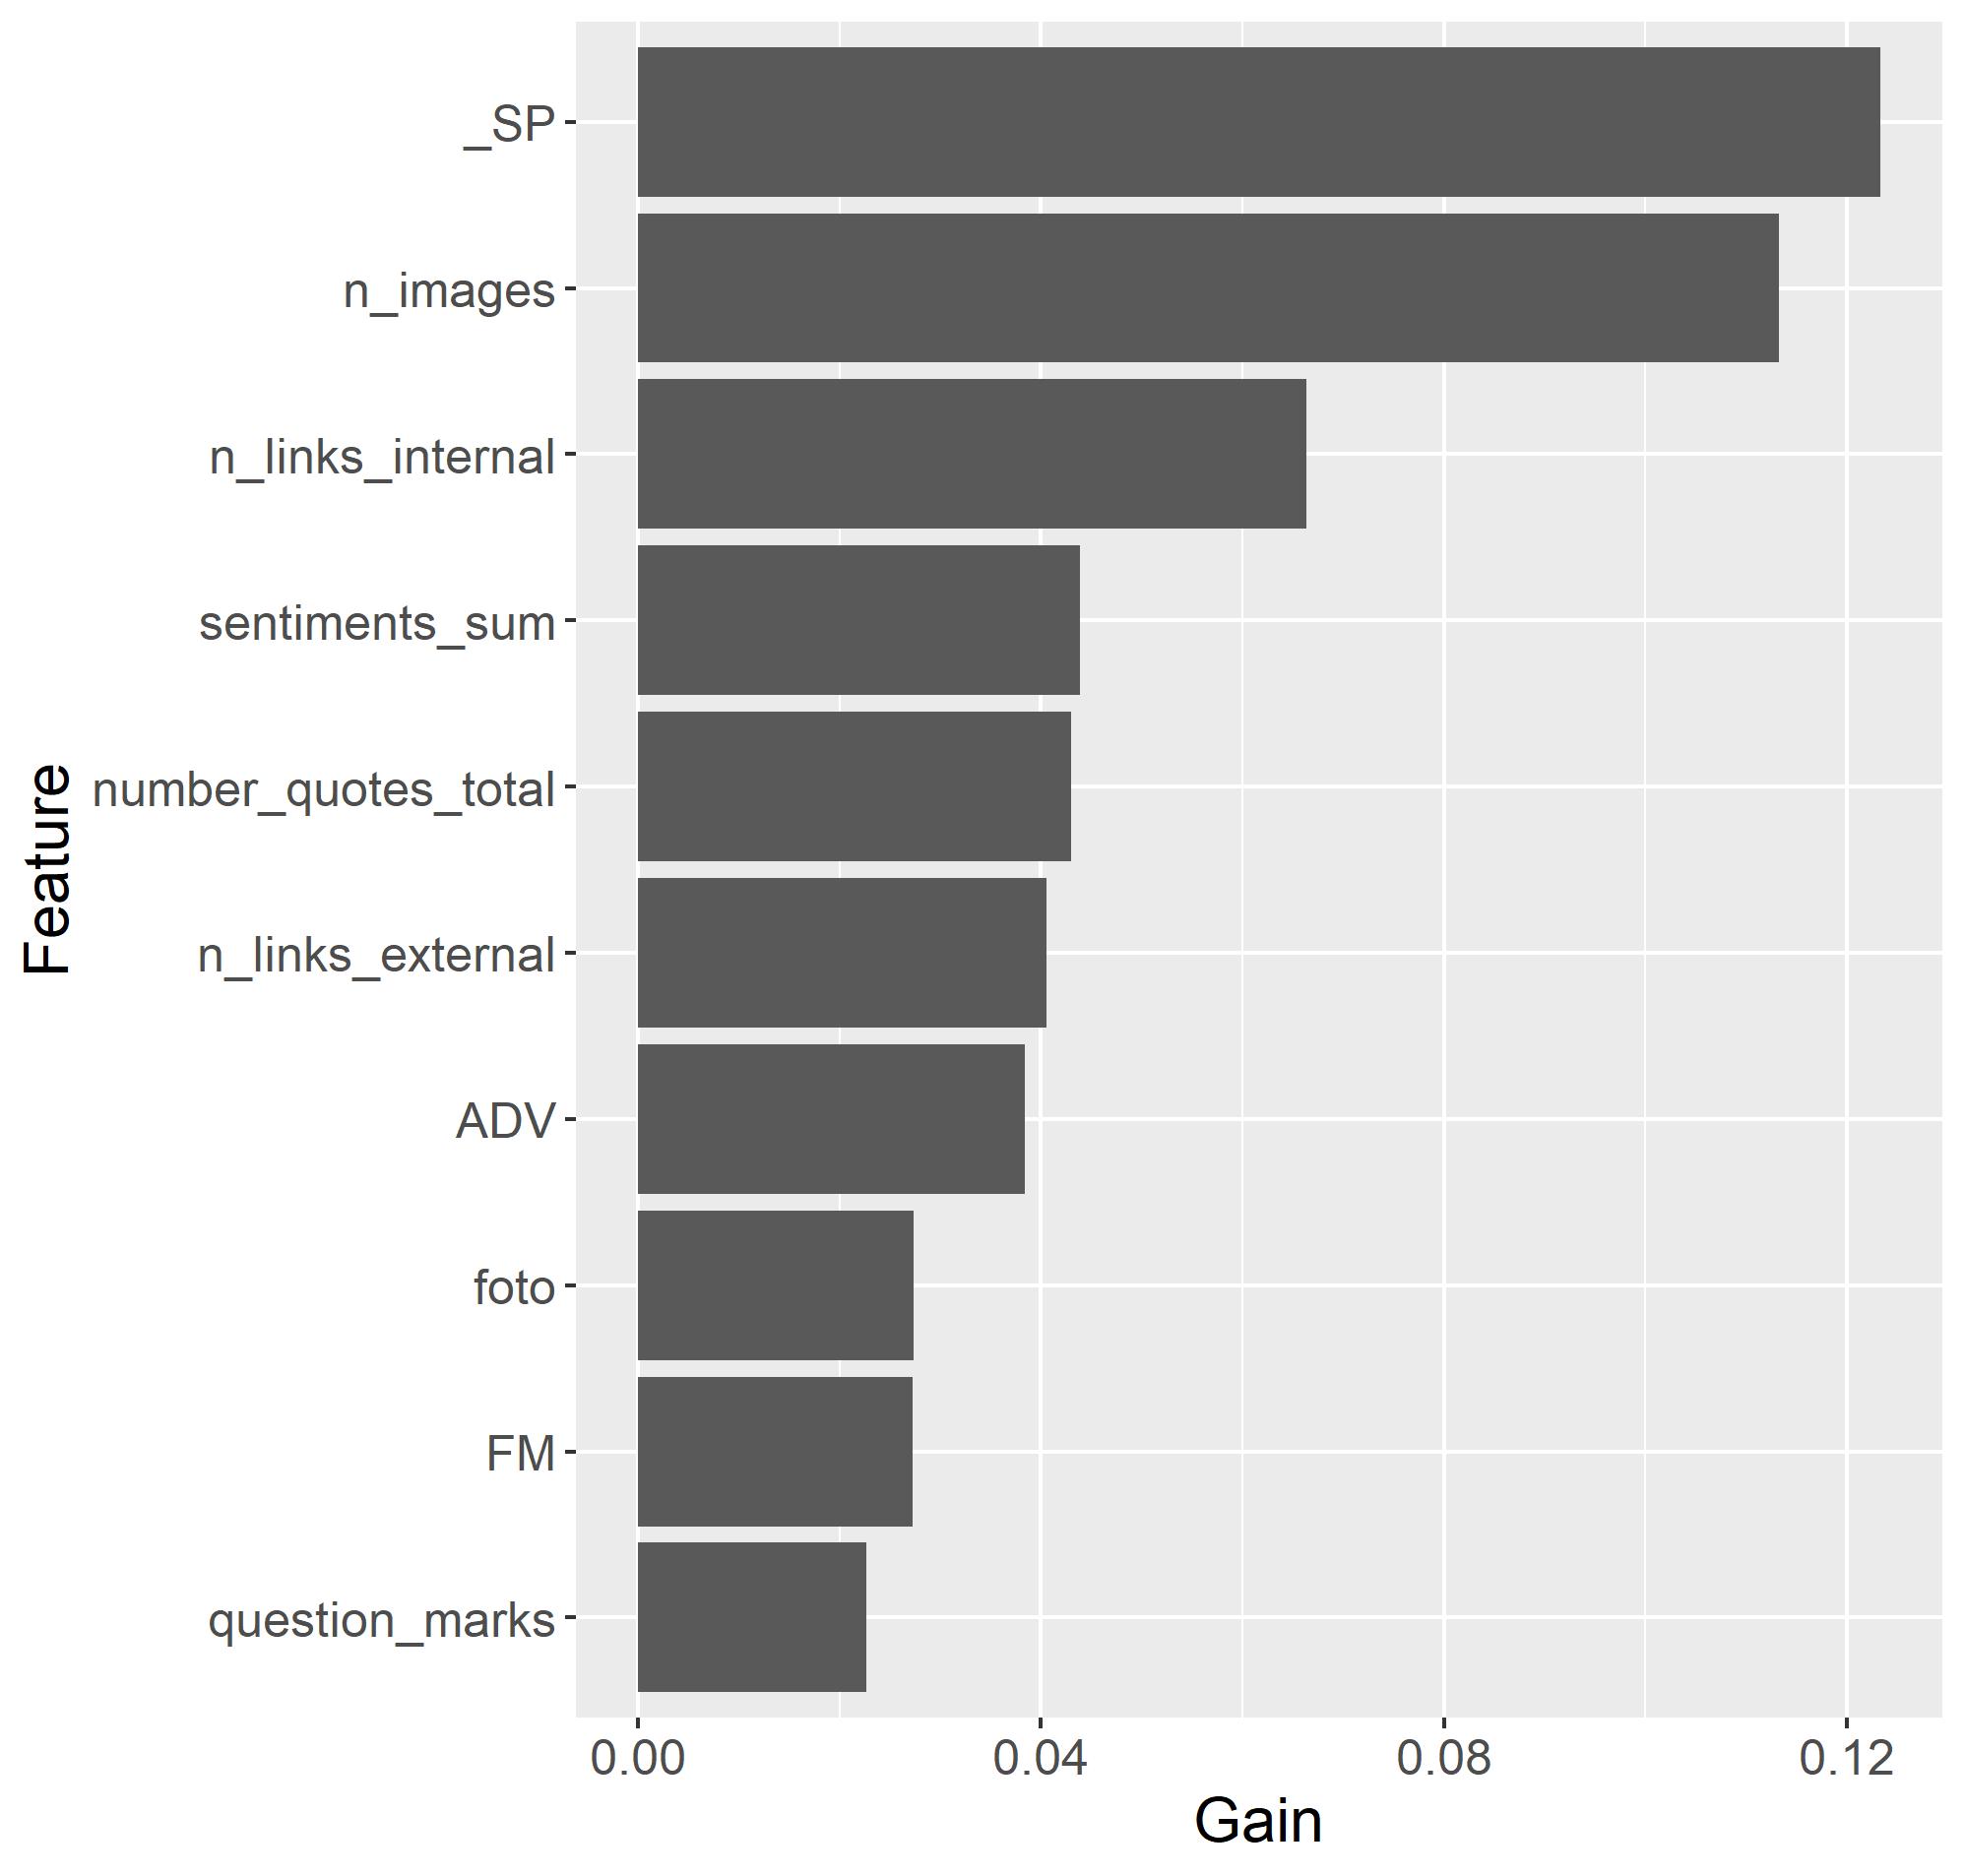 _SP
n_images
n_links_internal
sentiments_sum
number_quotes_total
n_links_external
ADV
foto
FM
question_marks
Feature
0.00 0.04 0.08 0.12
Gain